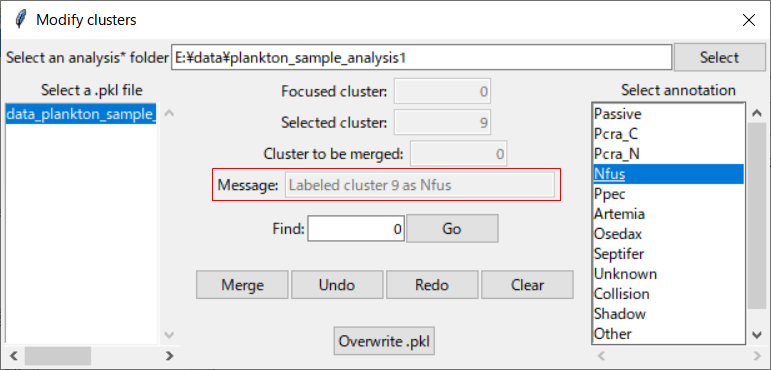 Modify clusters
Select an analysis* folder E:¥data¥plankton_sample_analysis1 Select
Select a .pkl file
data_plankton_sample_
Focused cluster: 0
Selected cluster: 9
Cluster to be merged: 0
Message: Labeled cluster 9 as Nfus
Find: 0 Go
Merge Undo Redo Clear
Overwrite .pkl
Select annotation
Passive
Pcra_C
Pcra_N
Nfus
Ppec
Artemia
Osedax
Septifer
Unknown
Collision
Shadow
Other